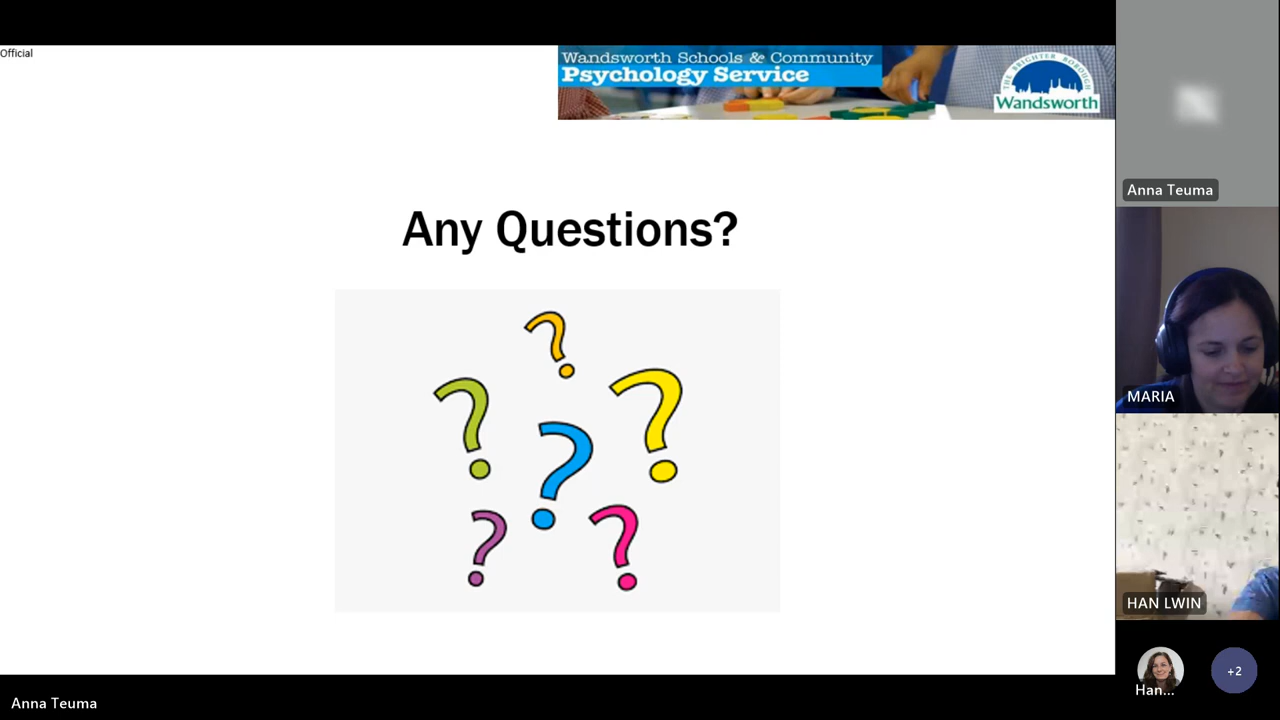 Official
Wandsworth Schools & Community
Psychology Service
THE BRIGHTER BOROUGH
Wandsworth
Any Questions?
? ? ? ? ? ?
Anna Teuma
MARIA
HAN LWIN
Han...
+2
Anna Teuma